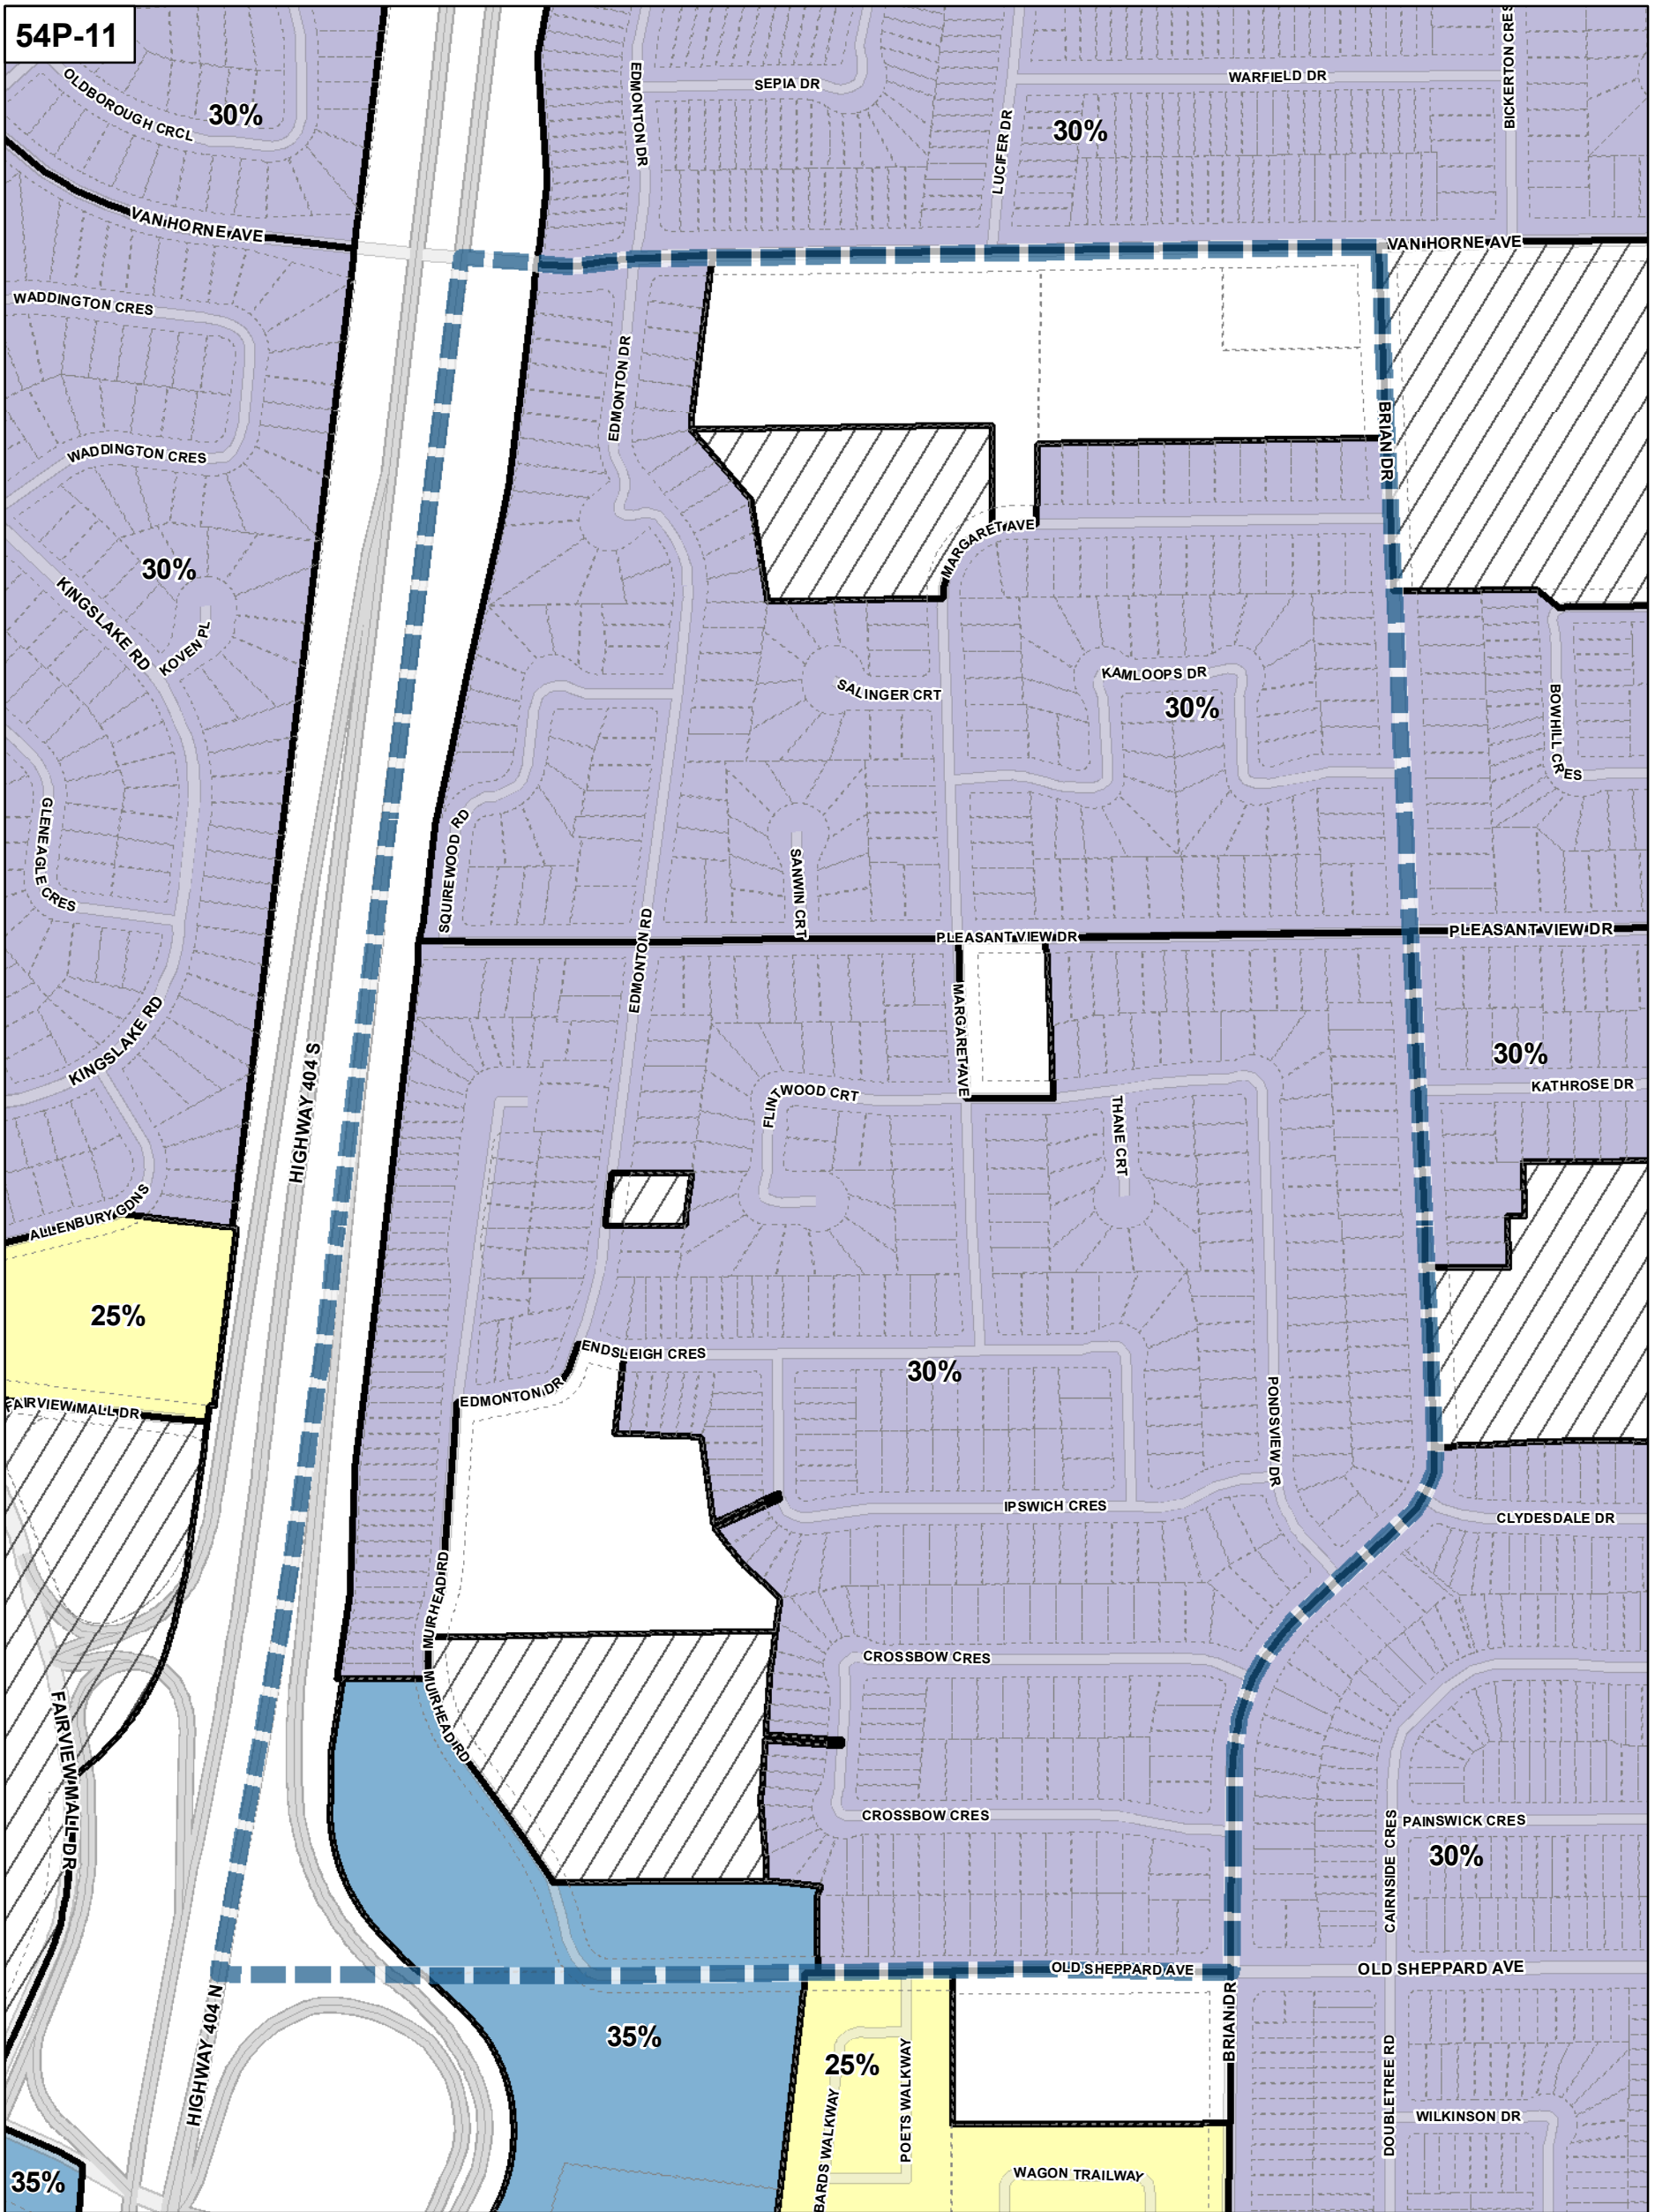 54P-11
OLDBOROUGH CRCL
30%
EDMONTON DR
SEPIA DR
LUCIFER DR
WARFIELD DR
30%
BICKERTON CRES
VAN HORNE AVE
VAN HORNE AVE
WADDINGTON CRES
EDMONTON DR
BRIAN DR
WADDINGTON CRES
MARGARET AVE
30%
KINGSLAKE RD
KOVEN PL
SALINGER CRT
KAMLOOPS DR
30%
BOWHILL CRES
GLENEAGLE CRES
SQUIREWOOD RD
SANWIN CRT
EDMONTON RD
PLEASANT VIEW DR
PLEASANT VIEW DR
KINGSLAKE RD
MARGARET AVE
HIGHWAY 404 S
30%
KATHROSE DR
FLINTWOOD CRT
THANE CRT
ALLENBURY GDNS
25%
ENDSLEIGH CRES
30%
EDMONTON DR
FAIRVIEW MALL DR
PONDSVIEW DR
IPSWICH CRES
CLYDESDALE DR
MUIRHEAD RD
CROSSBOW CRES
MUIRHEAD RD
FAIRVIEW MALL DR
CROSSBOW CRES
CAIRNSIDE CRES
PAINSWICK CRES
30%
OLD SHEPPARD AVE
OLD SHEPPARD AVE
HIGHWAY 404 N
35%
25%
BARDS WALKWAY
POETS WALKWAY
BRIAN DR
DOUBLETREE RD
WILKINSON DR
35%
WAGON TRAILWAY